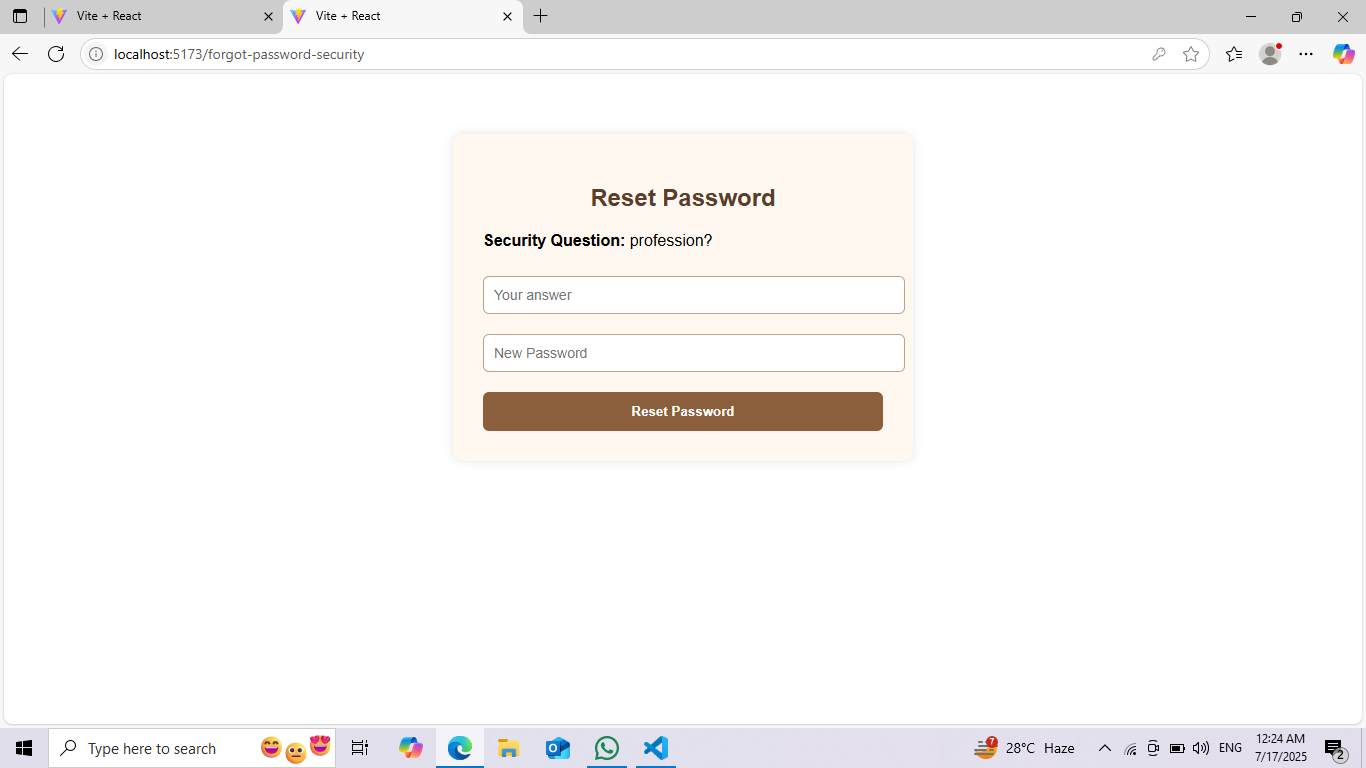 Vite + React
Vite + React
localhost:5173/forgot-password-security
Reset Password
Security Question: profession?
Your answer
New Password
Reset Password
Type here to search
7
28°C Haze
ENG
12:24 AM
7/17/2025
2